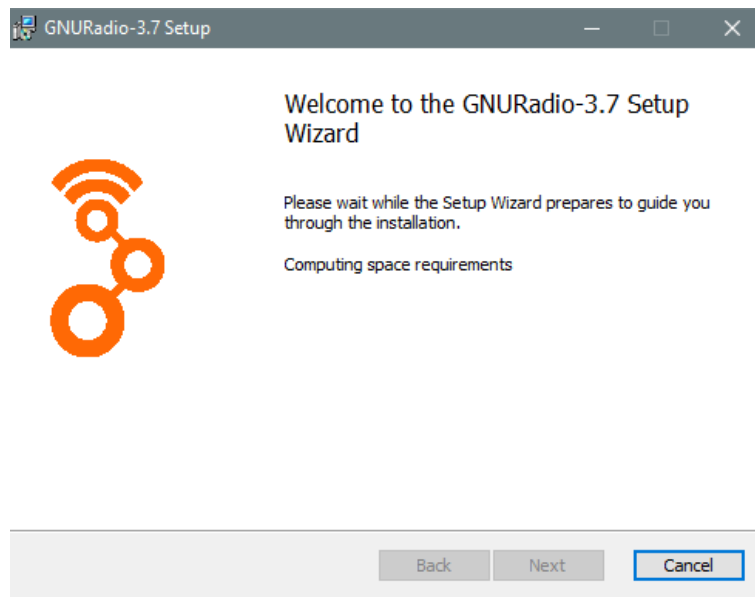 GNURadio-3.7 Setup
Welcome to the GNURadio-3.7 Setup
Wizard
Please wait while the Setup Wizard prepares to guide you
through the installation.
Computing space requirements
Back
Next
Cancel